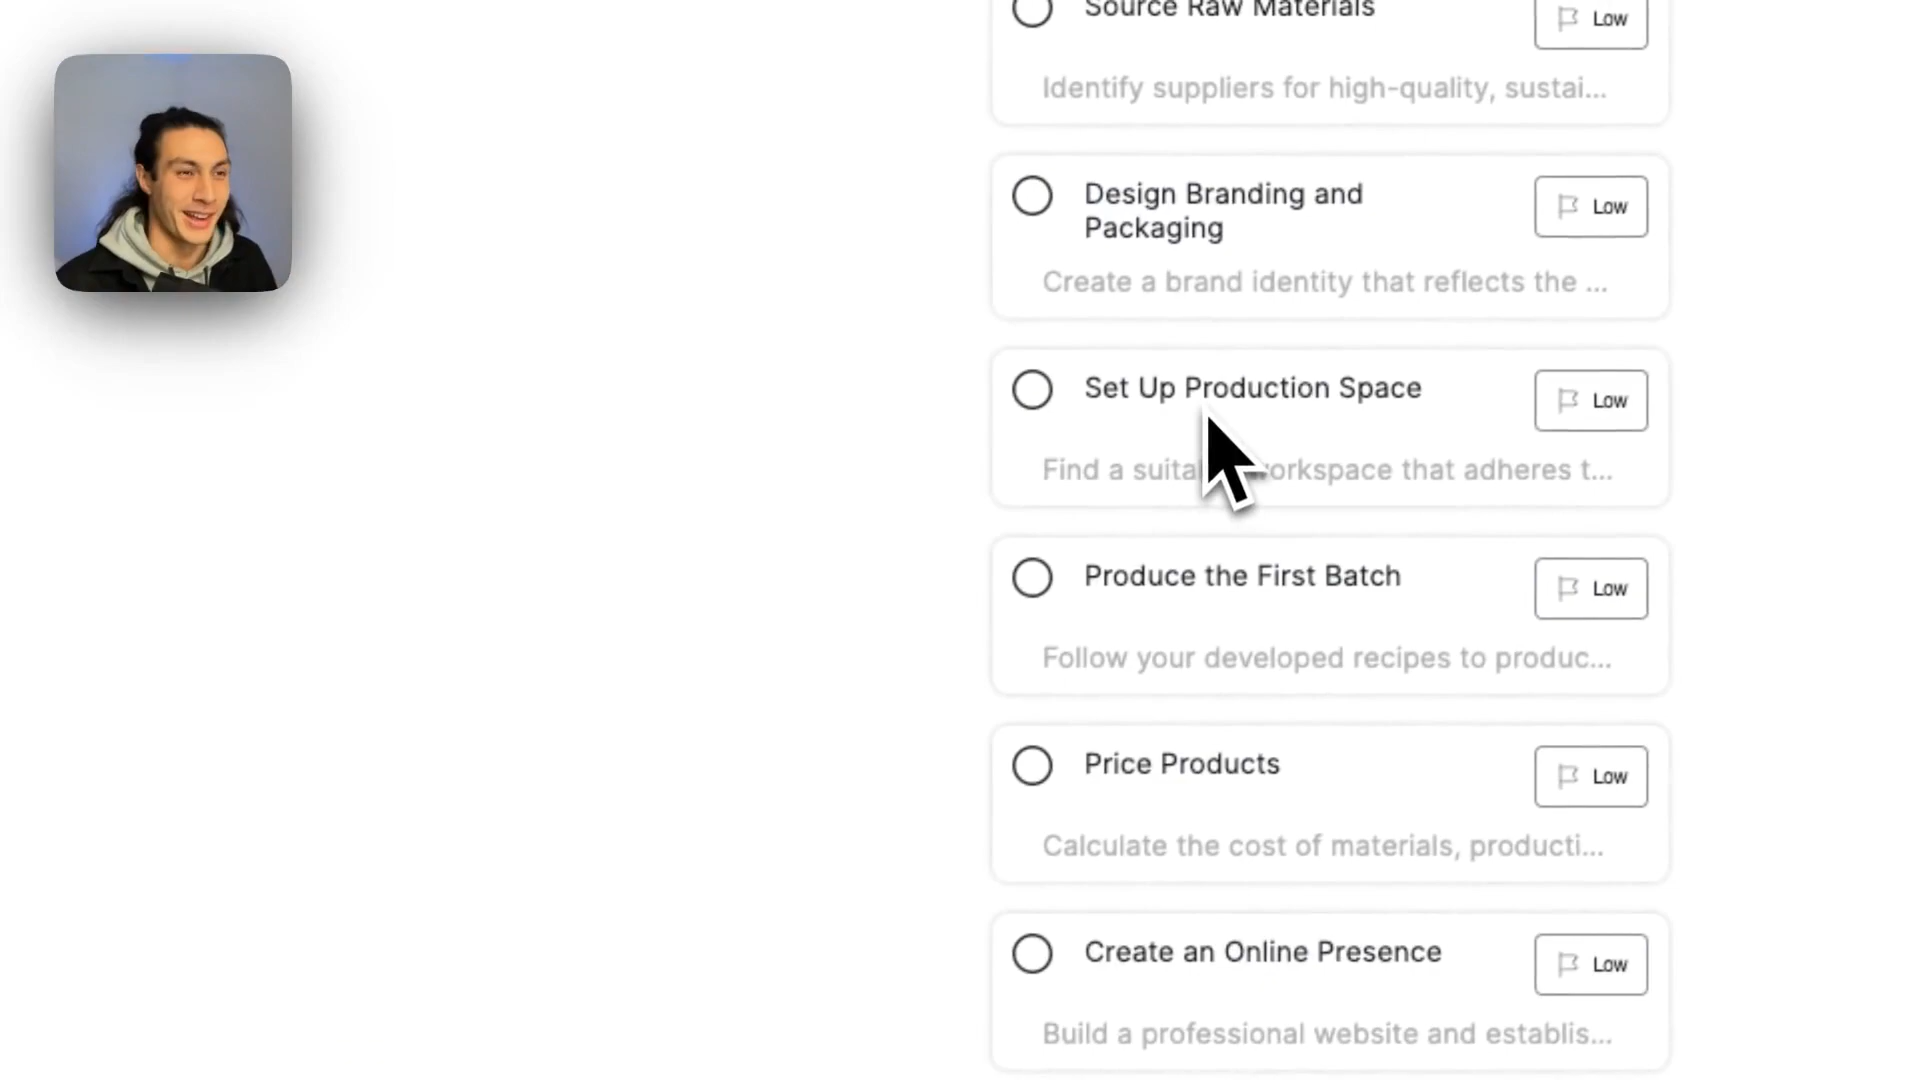 Source Raw Materials
Low
Identify suppliers for high-quality, sustai...
Design Branding and
Packaging
Low
Create a brand identity that reflects the ...
Set Up Production Space
Low
Find a suita orkspace that adheres t...
Produce the First Batch
Low
Follow your developed recipes to produc...
Price Products
Low
Calculate the cost of materials, producti...
Create an Online Presence
Low
Build a professional website and establis...